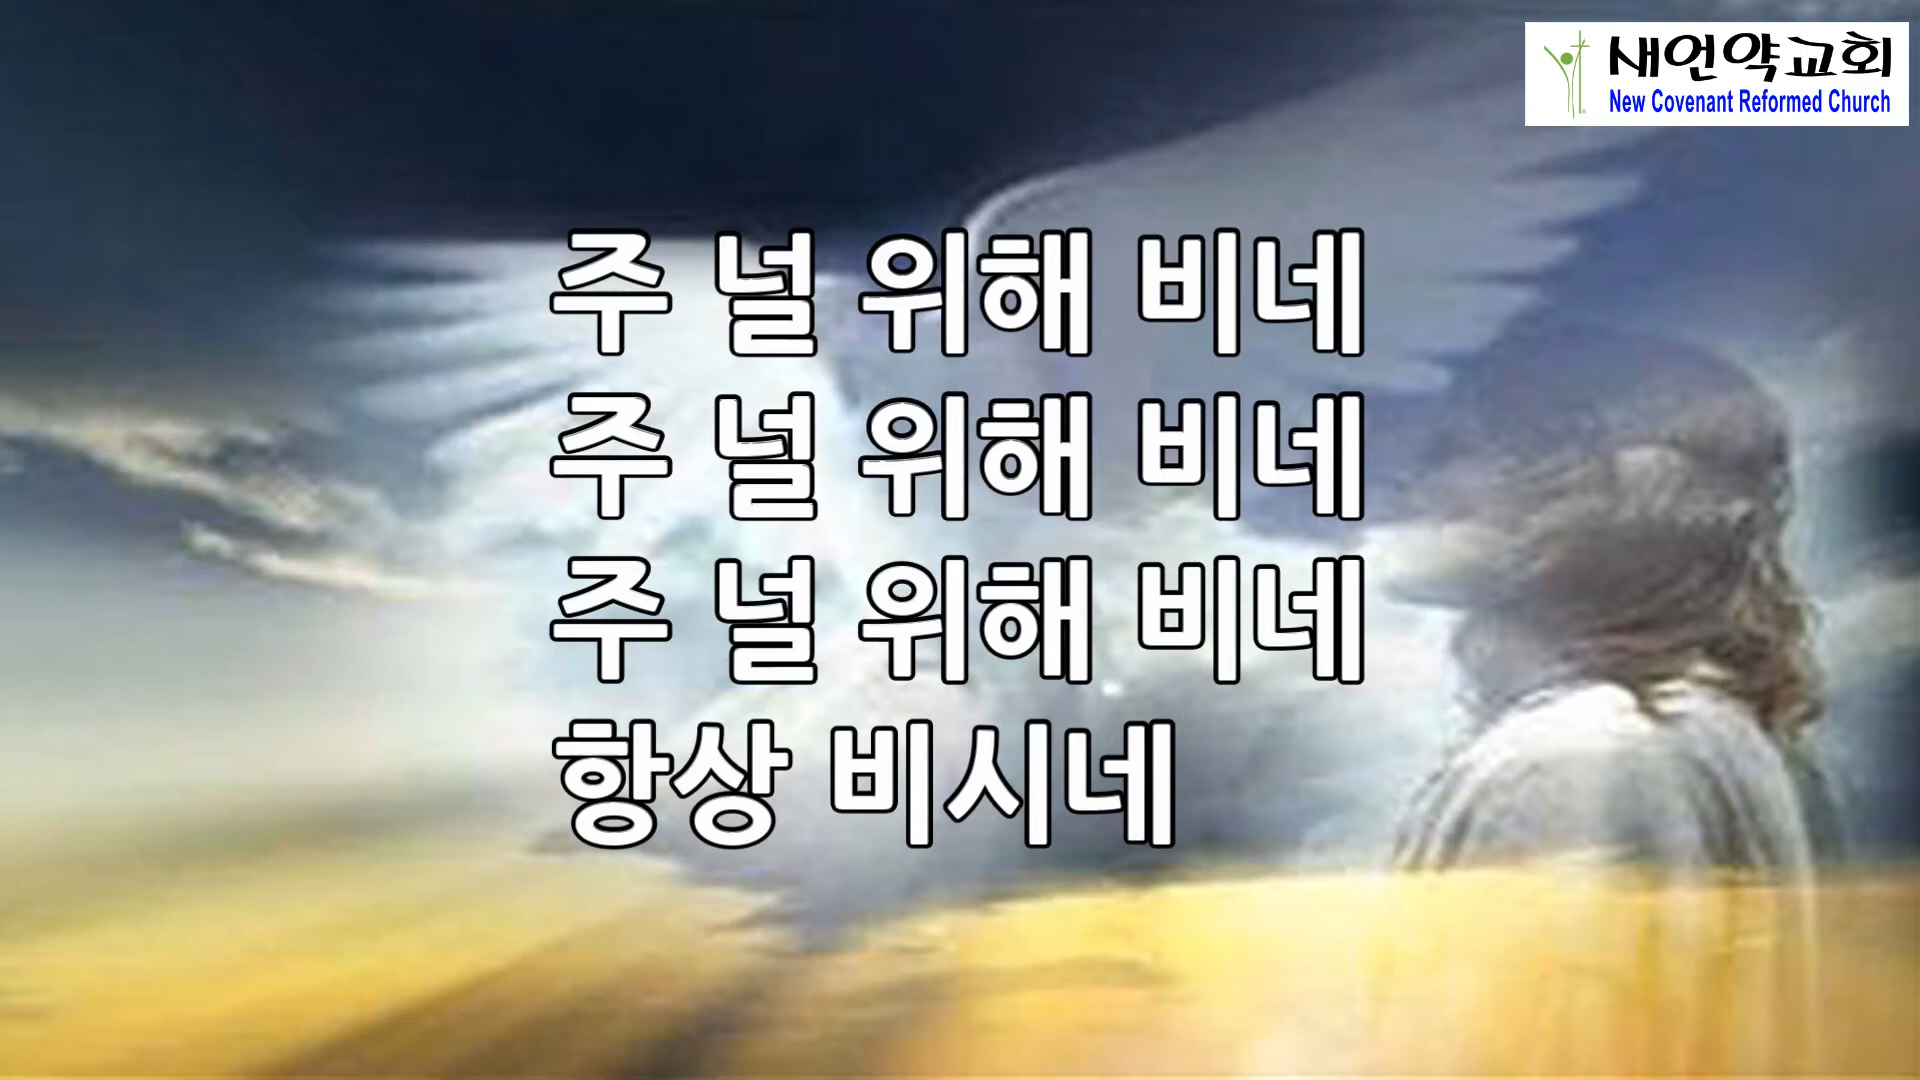 새언약교회
New Covenant Reformed Church
주 널 위해 비네
주 널 위해 비네
주 널 위해 비네
항상 비시네